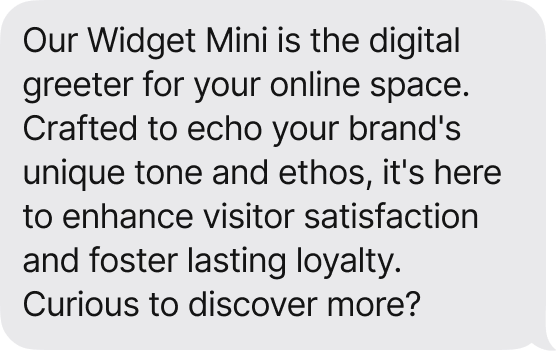 Our Widget Mini is the digital
greeter for your online space.
Crafted to echo your brand's
unique tone and ethos, it's here
to enhance visitor satisfaction
and foster lasting loyalty.
Curious to discover more?